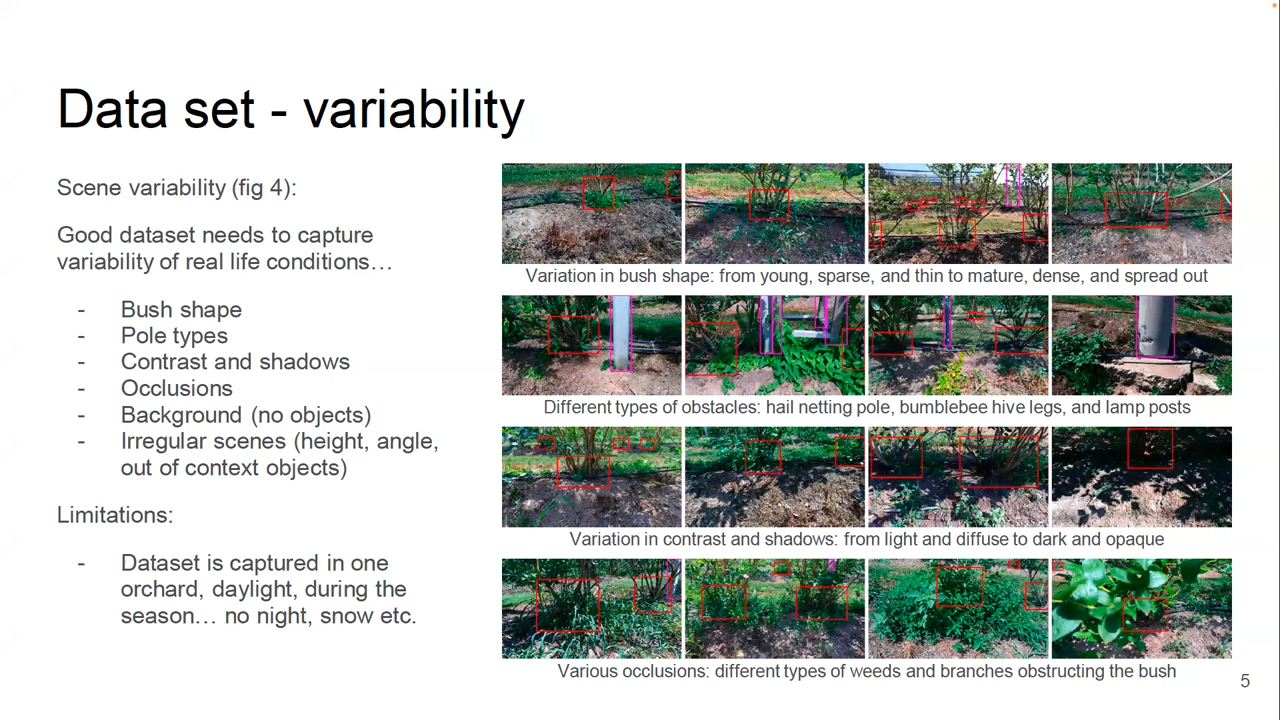 Data set - variability
Scene variability (fig 4):
Good dataset needs to capture
variability of real life conditions…
- Bush shape
- Pole types
- Contrast and shadows
- Occlusions
- Background (no objects)
- Irregular scenes (height, angle,
out of context objects)
Limitations:
- Dataset is captured in one
orchard, daylight, during the
season… no night, snow etc.
Variation in bush shape: from young, sparse, and thin to mature, dense, and spread out
Different types of obstacles: hail netting pole, bumblebee hive legs, and lamp posts
Variation in contrast and shadows: from light and diffuse to dark and opaque
Various occlusions: different types of weeds and branches obstructing the bush
5